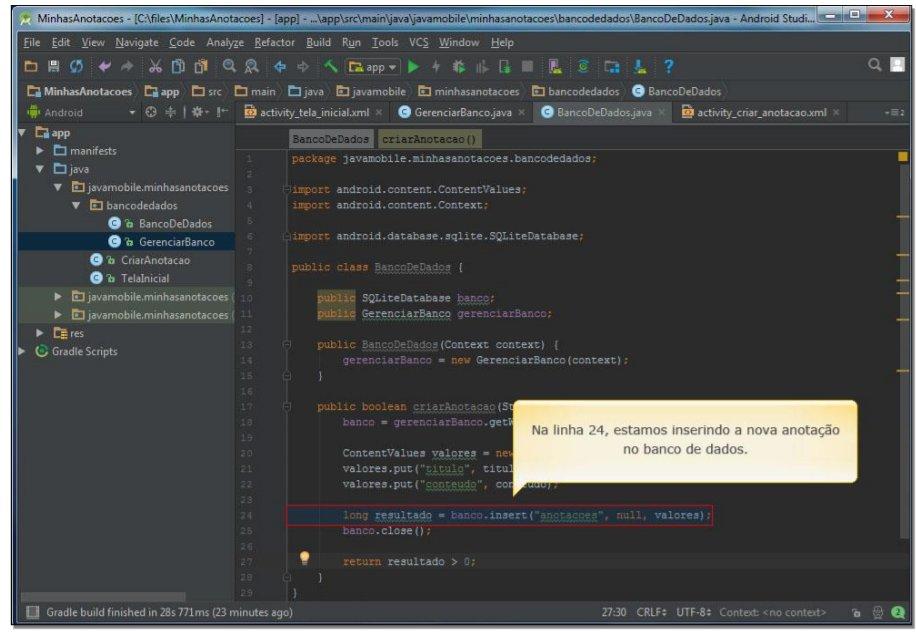 MinhasAnotacoes - [C:\files\MinhasAnotacoes] - [app] - ...\app\src\main\java\javamobile\minhasanotacoes\bancodedados\BancoDeDados.java - Android Studi...
File Edit View Navigate Code Analyze Refactor Build Run Tools VCS Window Help
app
MinhasAnotacoes app src main java javamobile minhasanotacoes bancodedados BancoDeDados
Android
activity_tela_inicial.xml GerenciarBanco.java BancoDeDados.java activity_criar_anotacao.xml
app
manifests
java
javamobile.minhasanotacoes
bancodedados
BancoDeDados
GerenciarBanco
CriarAnotacao
TelaInicial
javamobile.minhasanotacoes (
javamobile.minhasanotacoes (
res
Gradle Scripts
BancoDeDados criarAnotacao()
1 package javamobile.minhasanotacoes.bancodedados;
2
3 import android.content.ContentValues;
4 import android.content.Context;
5
6 import android.database.sqlite.SQLiteDatabase;
7
8 public class BancoDeDados {
9
10 public SQLiteDatabase banco;
11 public GerenciarBanco gerenciarBanco;
12
13 public BancoDeDados(Context context) {
14 gerenciarBanco = new GerenciarBanco(context);
15 }
16
17 public boolean criarAnotacao(St
18 banco = gerenciarBanco.getW
19
20 ContentValues valores = new
21 valores.put("titulo", titul
22 valores.put("conteudo", conteudo);
23
24 long resultado = banco.insert("anotacoes", null, valores);
25 banco.close();
26
27 return resultado > 0;
28 }
29 }
Na linha 24, estamos inserindo a nova anotação
no banco de dados.
Gradle build finished in 28s 771ms (23 minutes ago)
27:30 CRLF UTF-8 Context: <no context> 2